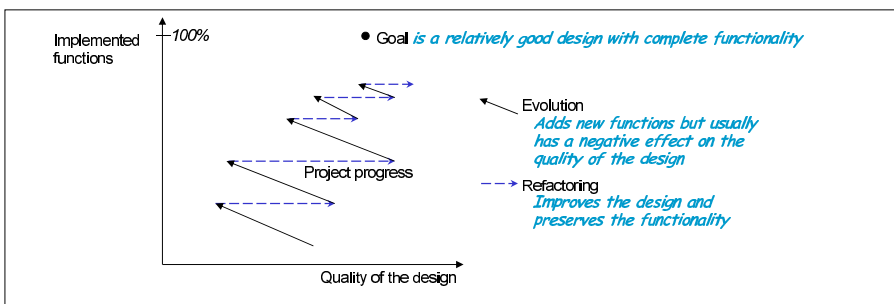 Implemented
functions
100%
Goal is a relatively good design with complete functionality
Evolution
Adds new functions but usually
has a negative effect on the
quality of the design
Project progress
Refactoring
Improves the design and
preserves the functionality
Quality of the design